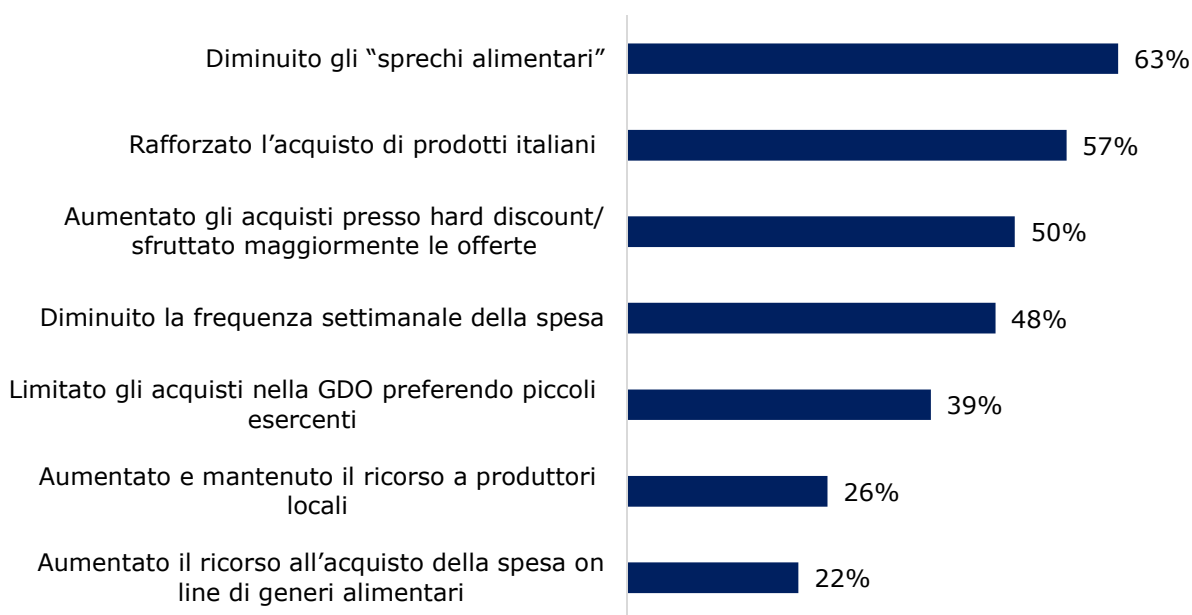 Diminuito gli “sprechi alimentari”
63%
Rafforzato l’acquisto di prodotti italiani
57%
Aumentato gli acquisti presso hard discount/
sfruttato maggiormente le offerte
50%
Diminuito la frequenza settimanale della spesa
48%
Limitato gli acquisti nella GDO preferendo piccoli
esercenti
39%
Aumentato e mantenuto il ricorso a produttori
locali
26%
Aumentato il ricorso all’acquisto della spesa on
line di generi alimentari
22%